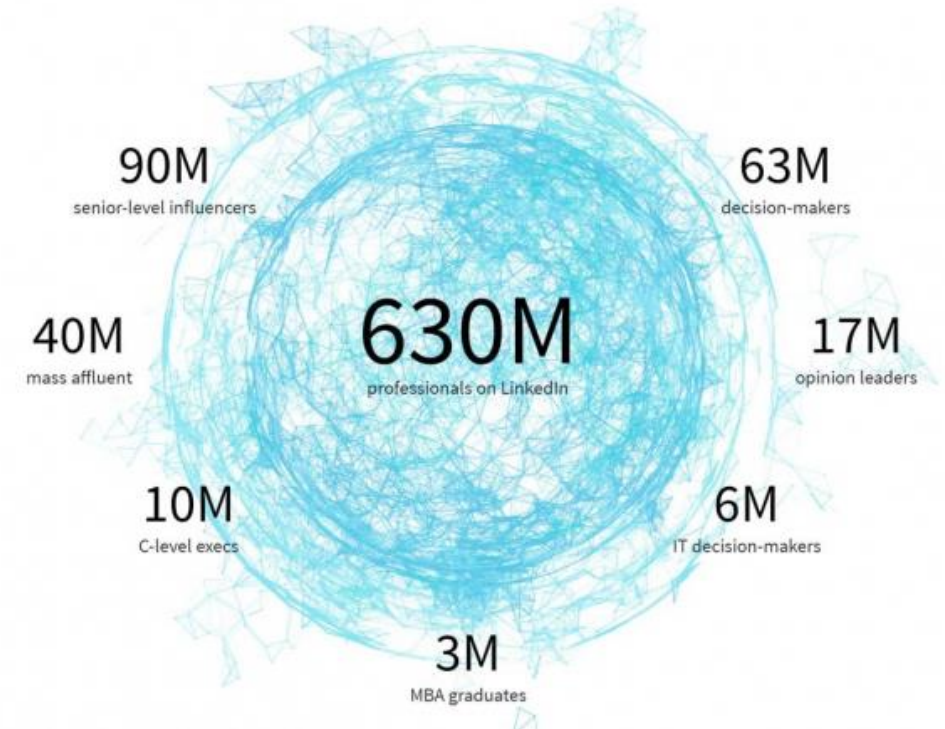 90M
senior-level influencers
63M
decision-makers
630M
professionals on LinkedIn
40M
mass affluent
17M
opinion leaders
10M
C-level execs
6M
IT decision-makers
3M
MBA graduates